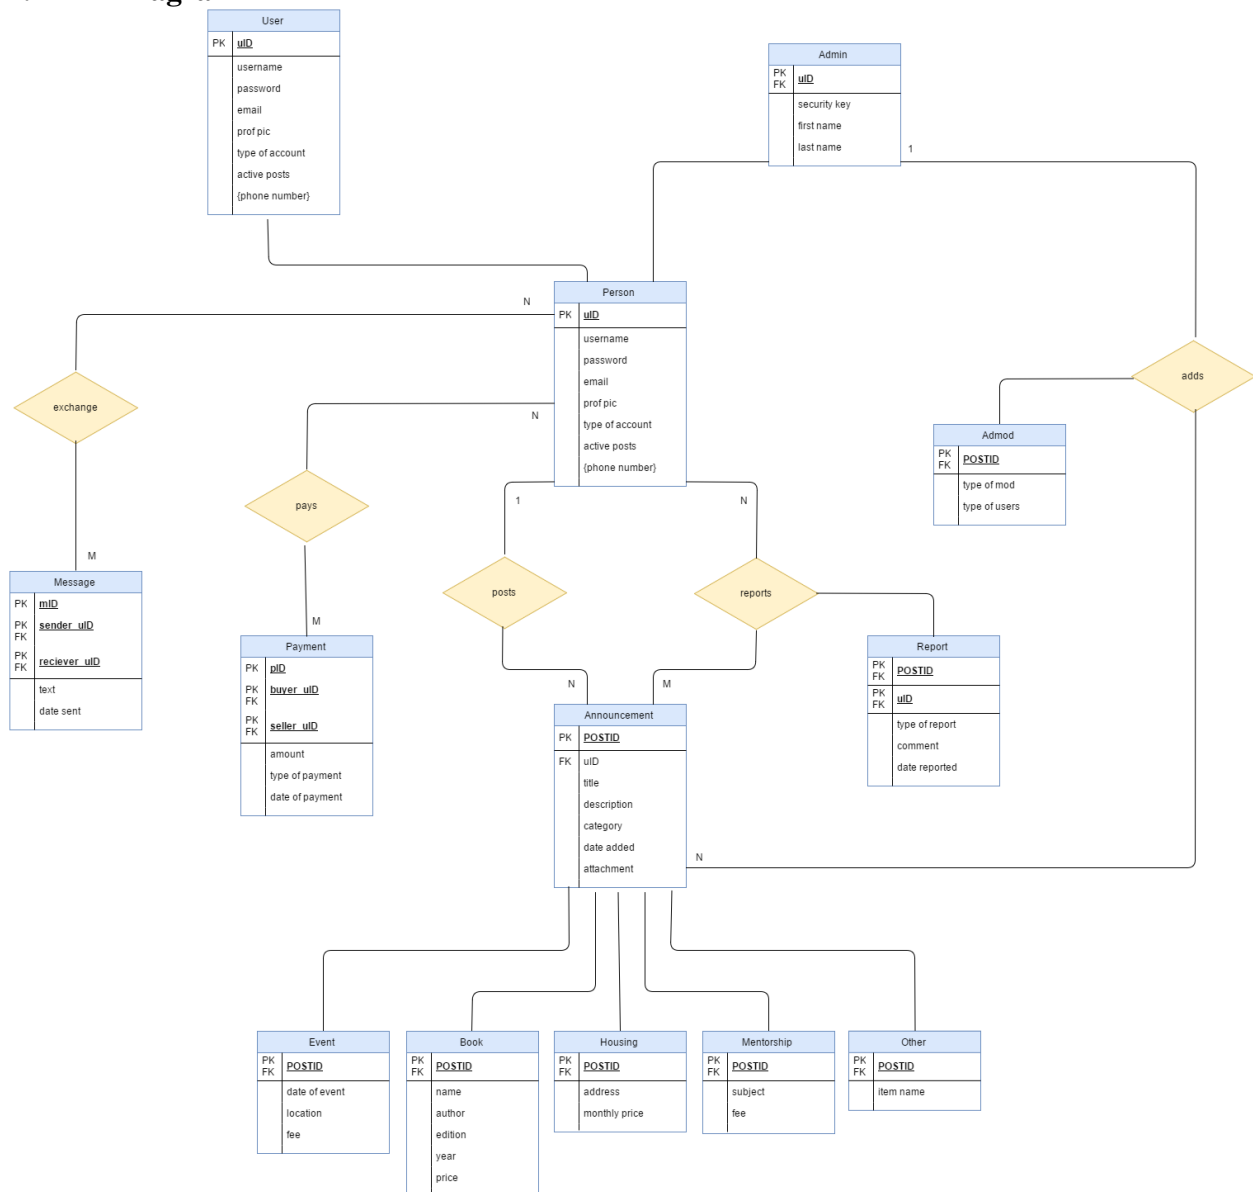 User
PK uID
username
password
email
prof pic
type of account
active posts
{phone number}
Admin
PK
FK
uID
security key
first name
last name
1
Person
PK uID
username
password
email
prof pic
type of account
active posts
{phone number}
N
exchange
M
N
pays
M
1
posts
N
N
reports
M
adds
N
Admod
PK
FK
POSTID
type of mod
type of users
Message
PK mID
PK
FK
sender_uID
PK
FK
reciever_uID
text
date sent
Payment
PK pID
PK
FK
buyer_uID
PK
FK
seller_uID
amount
type of payment
date of payment
Report
PK
FK
POSTID
PK
FK
uID
type of report
comment
date reported
Announcement
PK POSTID
FK uID
title
description
category
date added
attachment
Event
PK
FK
POSTID
date of event
location
fee
Book
PK
FK
POSTID
name
author
edition
year
price
Housing
PK
FK
POSTID
address
monthly price
Mentorship
PK
FK
POSTID
subject
fee
Other
PK
FK
POSTID
item name